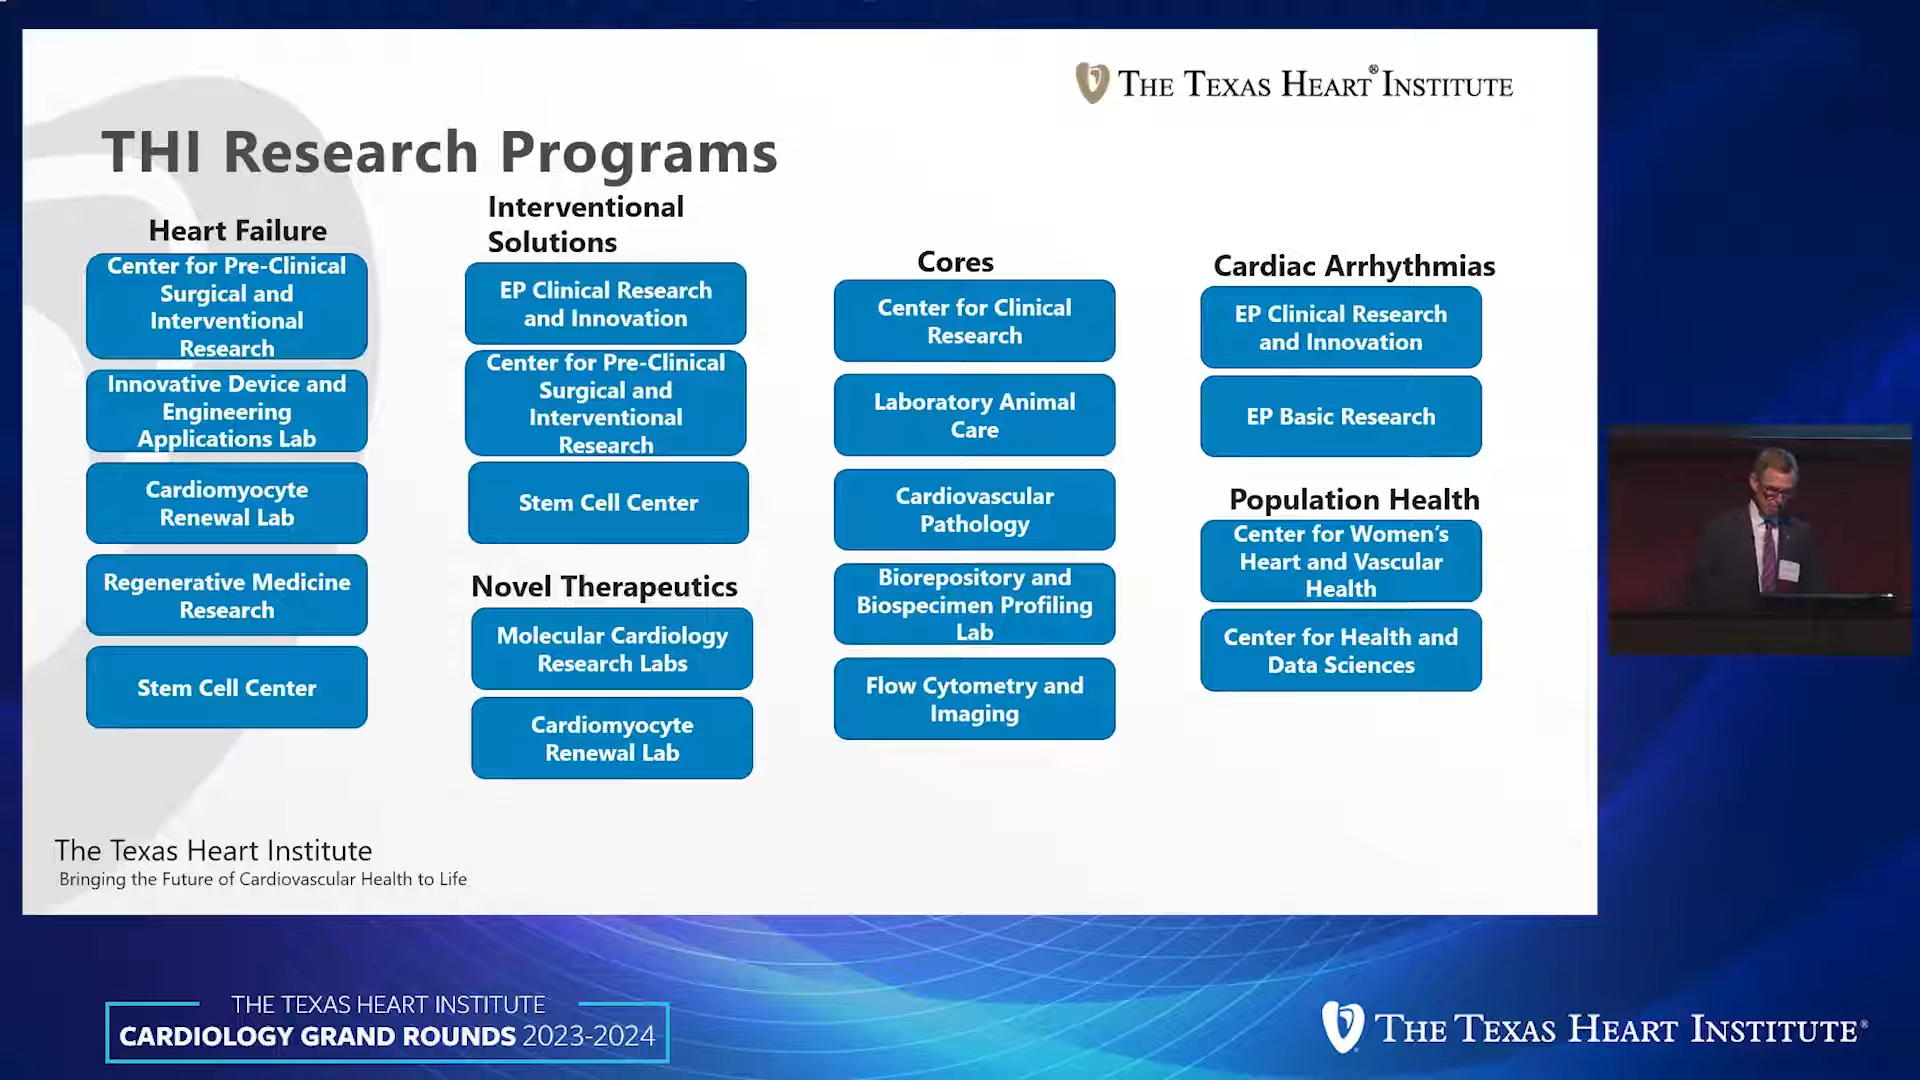 THE TEXAS HEART® INSTITUTE
THI Research Programs
Heart Failure
Center for Pre-Clinical
Surgical and
Interventional
Research
Innovative Device and
Engineering
Applications Lab
Cardiomyocyte
Renewal Lab
Regenerative Medicine
Research
Stem Cell Center
Interventional
Solutions
EP Clinical Research
and Innovation
Center for Pre-Clinical
Surgical and
Interventional
Research
Stem Cell Center
Novel Therapeutics
Molecular Cardiology
Research Labs
Cardiomyocyte
Renewal Lab
Cores
Center for Clinical
Research
Laboratory Animal
Care
Cardiovascular
Pathology
Biorepository and
Biospecimen Profiling
Lab
Flow Cytometry and
Imaging
Cardiac Arrhythmias
EP Clinical Research
and Innovation
EP Basic Research
Population Health
Center for Women's
Heart and Vascular
Health
Center for Health and
Data Sciences
The Texas Heart Institute
Bringing the Future of Cardiovascular Health to Life
THE TEXAS HEART INSTITUTE
CARDIOLOGY GRAND ROUNDS 2023-2024
THE TEXAS HEART INSTITUTE®